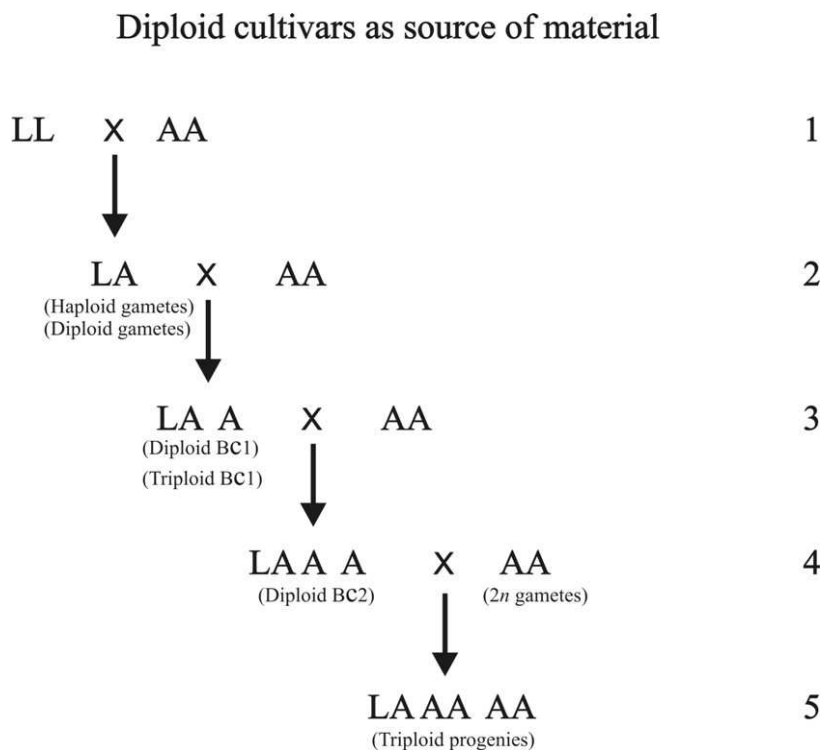 Diploid cultivars as source of material
LL X AA 1
LA X AA 2
(Haploid gametes)
(Diploid gametes)
LA A X AA 3
(Diploid BC1)
(Triploid BC1)
LAA A X AA 4
(Diploid BC2) (2n gametes)
LAAA AA 5
(Triploid progenies)